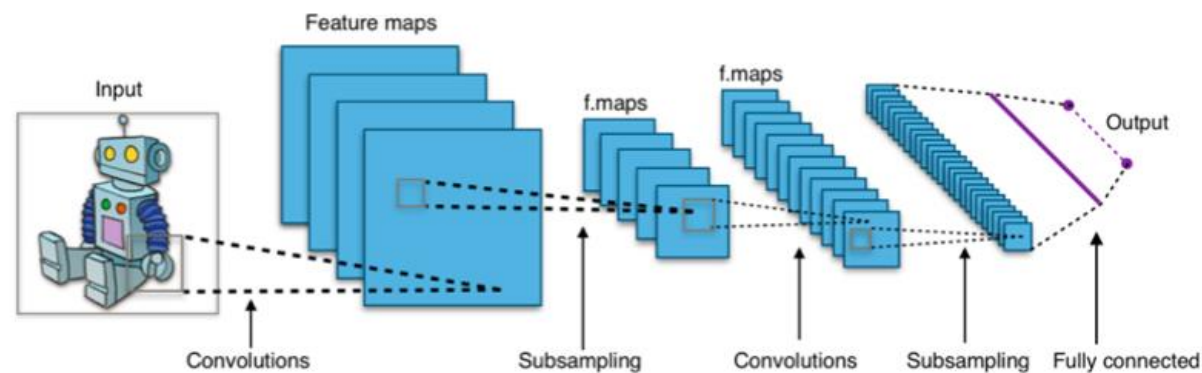 Feature maps
Input
f.maps
f.maps
Output
Convolutions
Subsampling
Convolutions
Subsampling
Fully connected